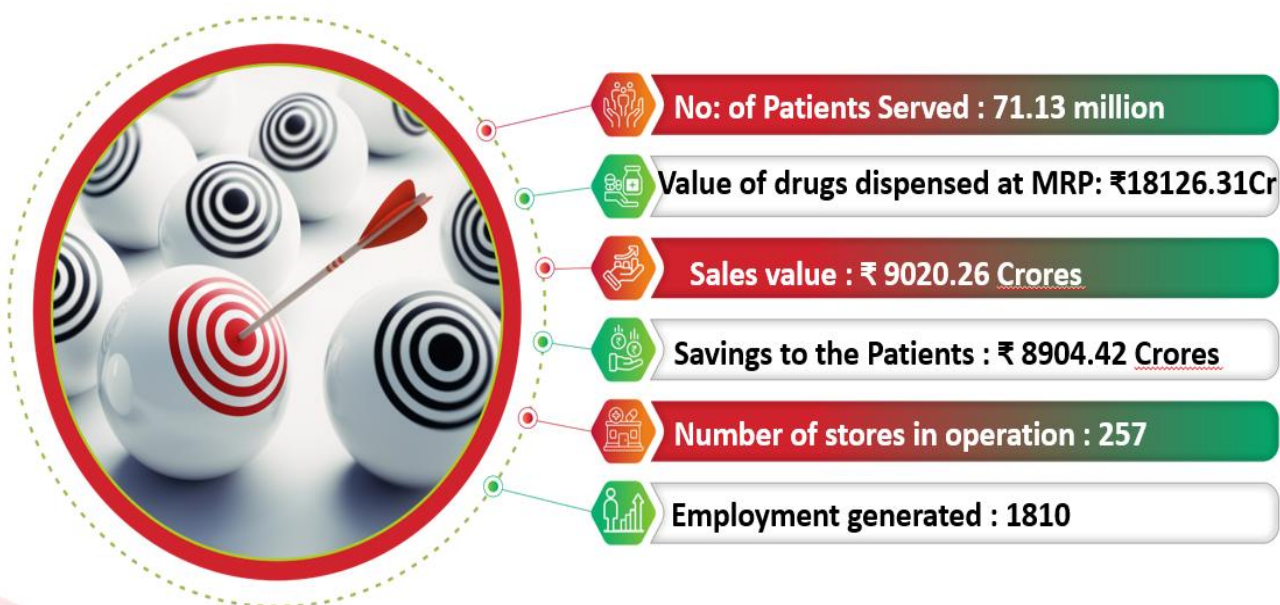 No: of Patients Served : 71.13 million
Value of drugs dispensed at MRP: ₹18126.31Cr
Sales value : ₹ 9020.26 Crores
Savings to the Patients : ₹ 8904.42 Crores
Number of stores in operation : 257
Employment generated : 1810